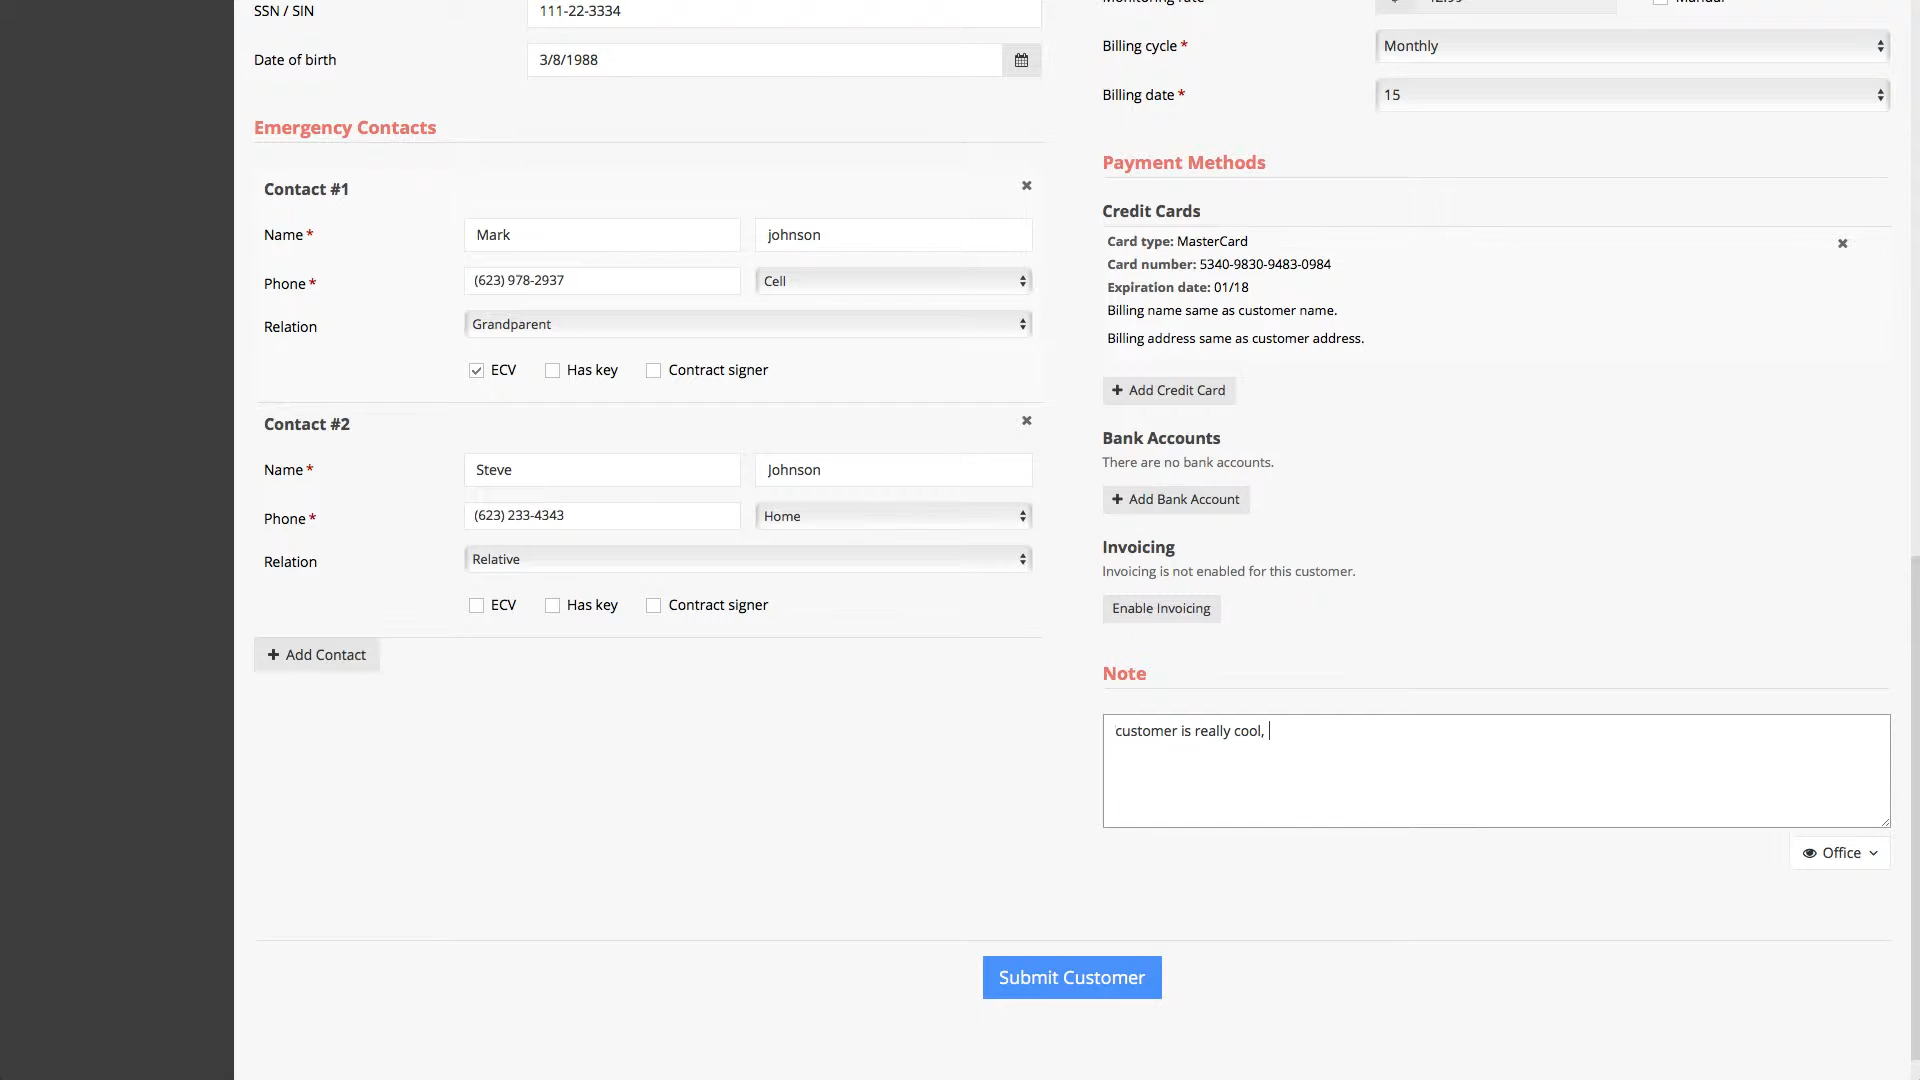 SSN / SIN
111-22-3334
Date of birth
3/8/1988
Emergency Contacts
Contact #1
Name *
Mark
johnson
Phone *
(623) 978-2937
Cell
Relation
Grandparent
ECV
Has key
Contract signer
Contact #2
Name *
Steve
Johnson
Phone *
(623) 233-4343
Home
Relation
Relative
ECV
Has key
Contract signer
Add Contact
Billing cycle *
Monthly
Billing date *
15
Payment Methods
Credit Cards
Card type: MasterCard
Card number: 5340-9830-9483-0984
Expiration date: 01/18
Billing name same as customer name.
Billing address same as customer address.
Add Credit Card
Bank Accounts
There are no bank accounts.
Add Bank Account
Invoicing
Invoicing is not enabled for this customer.
Enable Invoicing
Note
customer is really cool,
Office
Submit Customer